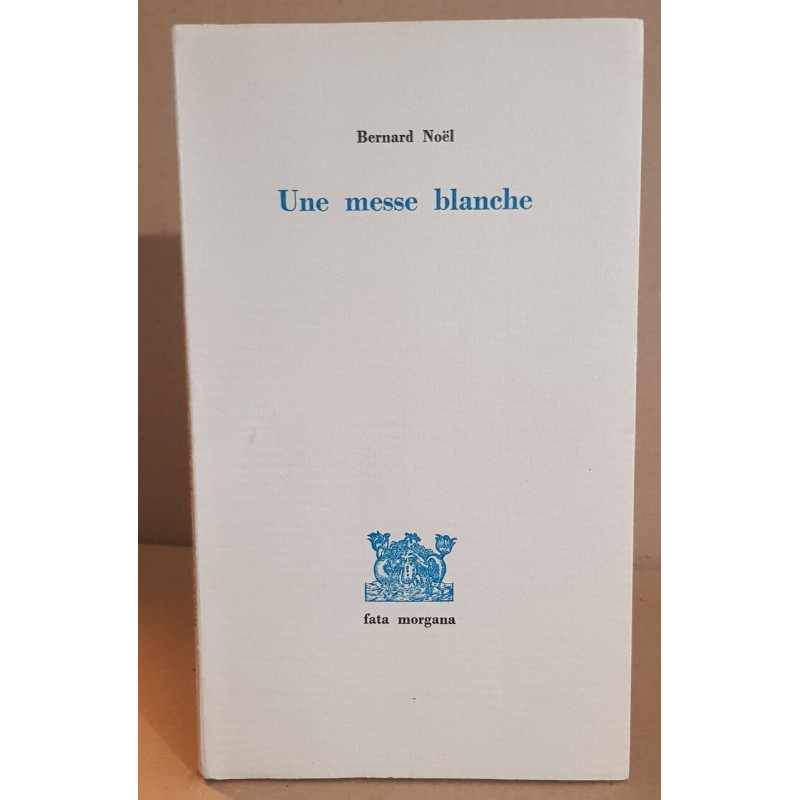 Bernard Noël
Une messe blanche
fata morgana